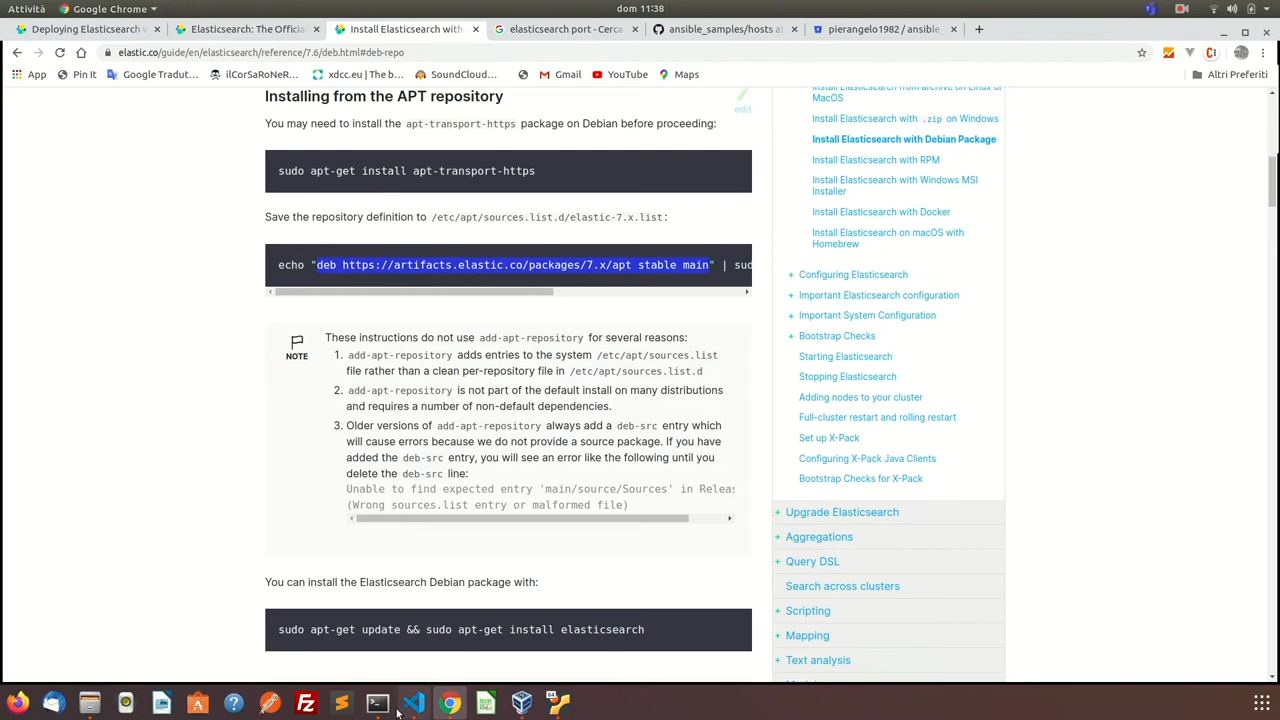 Attività
Google Chrome
dom 11:38
Deploying Elasticsearch w
Elasticsearch: The Official
Install Elasticsearch with
elasticsearch port - Cerca
ansible_samples/hosts at
pierangelo1982 / ansible_
elastic.co/guide/en/elasticsearch/reference/7.6/deb.html#deb-repo
App
Pin It
Google Tradut...
ilCorSaRoNeR...
xdcc.eu | The b...
SoundCloud...
Gmail
YouTube
Maps
Altri Preferiti
Installing from the APT repository
edit
You may need to install the apt-transport-https package on Debian before proceeding:
sudo apt-get install apt-transport-https
Save the repository definition to /etc/apt/sources.list.d/elastic-7.x.list:
echo "deb https://artifacts.elastic.co/packages/7.x/apt stable main" | sud
NOTE
These instructions do not use add-apt-repository for several reasons:
1. add-apt-repository adds entries to the system /etc/apt/sources.list
file rather than a clean per-repository file in /etc/apt/sources.list.d
2. add-apt-repository is not part of the default install on many distributions
and requires a number of non-default dependencies.
3. Older versions of add-apt-repository always add a deb-src entry which
will cause errors because we do not provide a source package. If you have
added the deb-src entry, you will see an error like the following until you
delete the deb-src line:
Unable to find expected entry 'main/source/Sources' in Releas
(Wrong sources.list entry or malformed file)
You can install the Elasticsearch Debian package with:
sudo apt-get update && sudo apt-get install elasticsearch
Install Elasticsearch from archive on Linux or
MacOS
Install Elasticsearch with .zip on Windows
Install Elasticsearch with Debian Package
Install Elasticsearch with RPM
Install Elasticsearch with Windows MSI
Installer
Install Elasticsearch with Docker
Install Elasticsearch on macOS with
Homebrew
+ Configuring Elasticsearch
+ Important Elasticsearch configuration
+ Important System Configuration
+ Bootstrap Checks
Starting Elasticsearch
Stopping Elasticsearch
Adding nodes to your cluster
Full-cluster restart and rolling restart
Set up X-Pack
Configuring X-Pack Java Clients
Bootstrap Checks for X-Pack
+ Upgrade Elasticsearch
+ Aggregations
+ Query DSL
Search across clusters
+ Scripting
+ Mapping
+ Text analysis